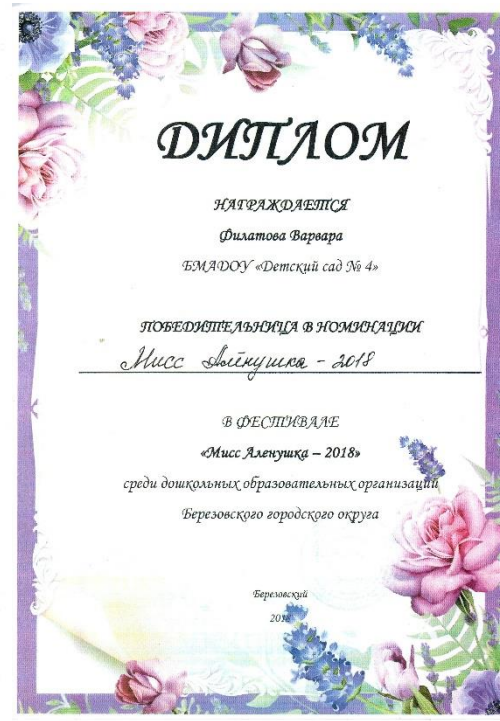 ДИПЛОМ
НАГРАЖДАЕТСЯ
Филатова Варвара
БМАДОУ «Детский сад № 4»
ПОБЕДИТЕЛЬНИЦА В НОМИНАЦИИ
Мисс Алёнушка - 2018
В ФЕСТИВАЛЕ
«Мисс Аленушка – 2018»
среди дошкольных образовательных организаций
Березовского городского округа
Березовский
2018